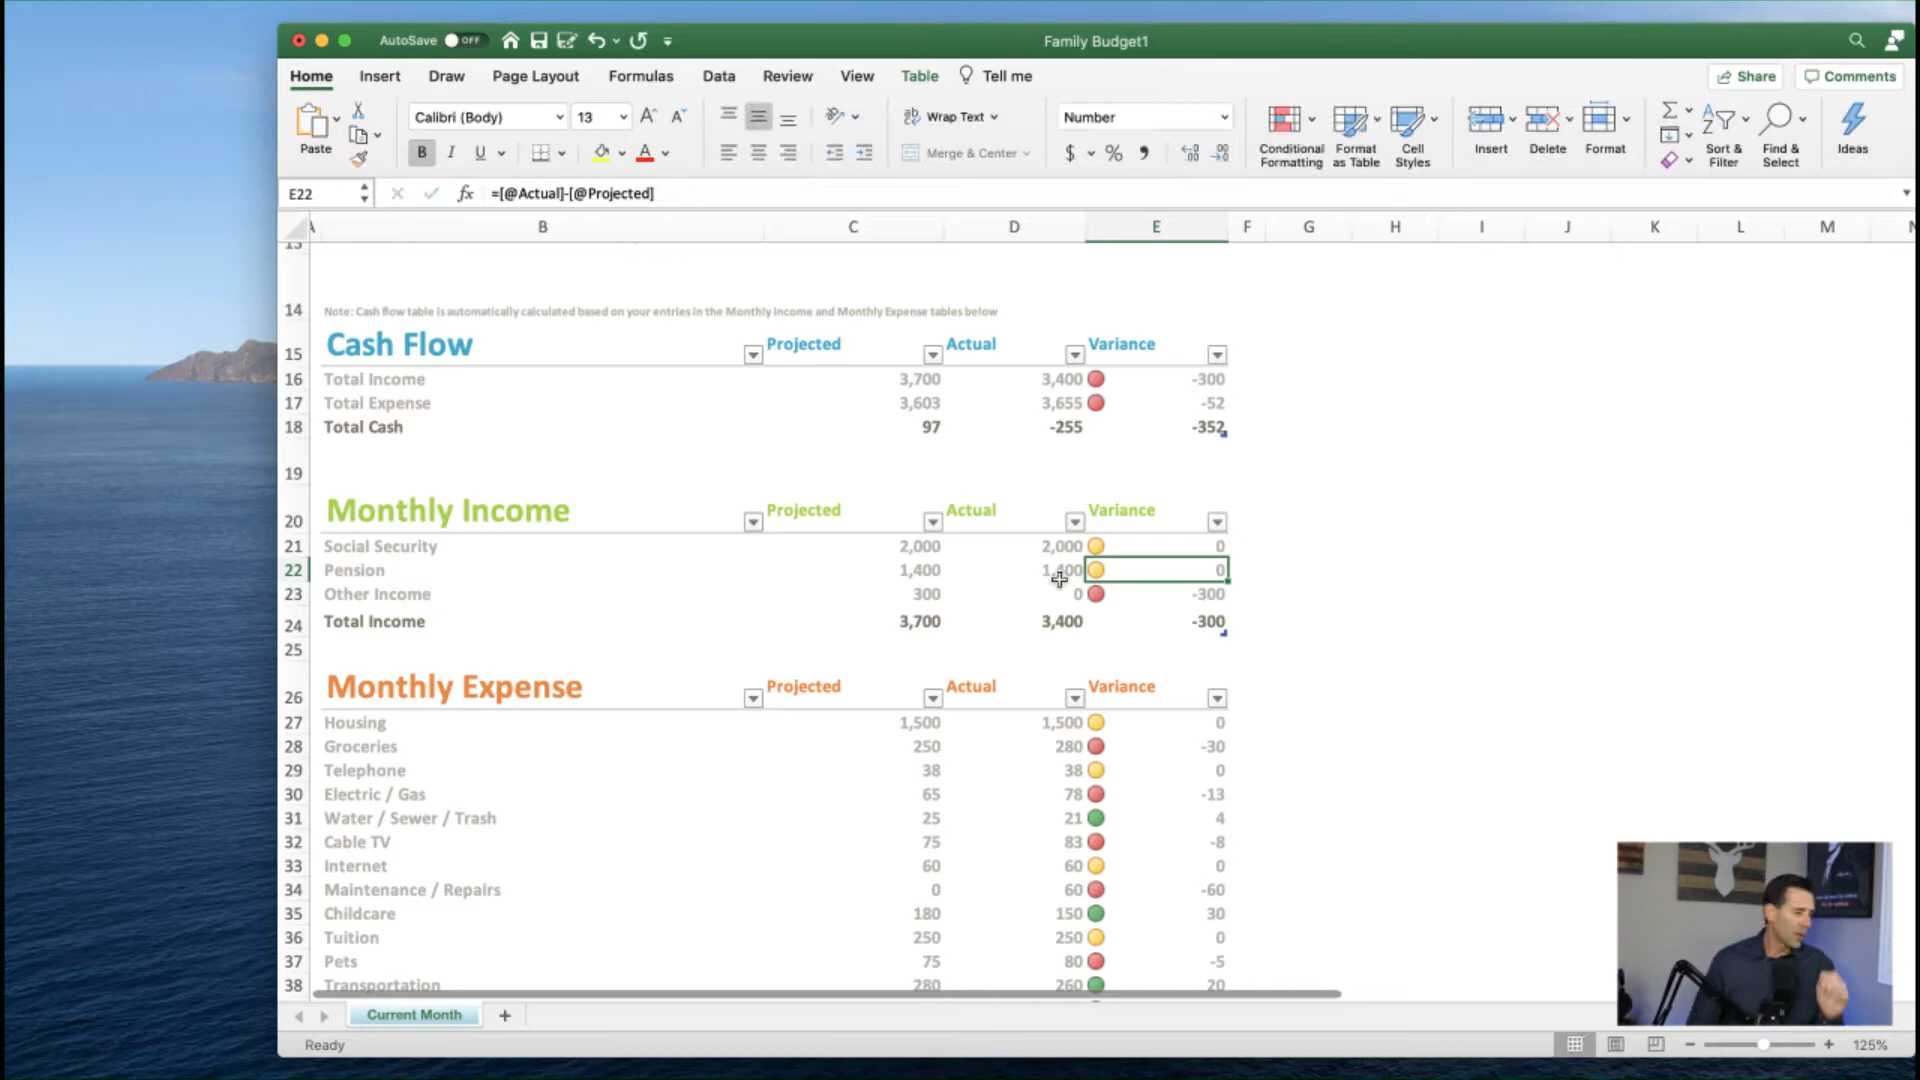 AutoSave OFF Family Budget1
Home Insert Draw Page Layout Formulas Data Review View Table Tell me Share Comments
Paste Calibri (Body) 13 B I U A Wrap Text Merge & Center Number $ % Conditional Formatting Format as Table Cell Styles Insert Delete Format Sort & Filter Find & Select Ideas
E22 fx =[@Actual]-[@Projected]
A B C D E F G H I J K L M
14 Note: Cash flow table is automatically calculated based on your entries in the Monthly Income and Monthly Expense tables below
15 Cash Flow Projected Actual Variance
16 Total Income 3,700 3,400 -300
17 Total Expense 3,603 3,655 -52
18 Total Cash 97 -255 -352
19
20 Monthly Income Projected Actual Variance
21 Social Security 2,000 2,000 0
22 Pension 1,400 1,400 0
23 Other Income 300 0 -300
24 Total Income 3,700 3,400 -300
25
26 Monthly Expense Projected Actual Variance
27 Housing 1,500 1,500 0
28 Groceries 250 280 -30
29 Telephone 38 38 0
30 Electric / Gas 65 78 -13
31 Water / Sewer / Trash 25 21 4
32 Cable TV 75 83 -8
33 Internet 60 60 0
34 Maintenance / Repairs 0 60 -60
35 Childcare 180 150 30
36 Tuition 250 250 0
37 Pets 75 80 -5
38 Transportation 280 260 20
Current Month
Ready 125%